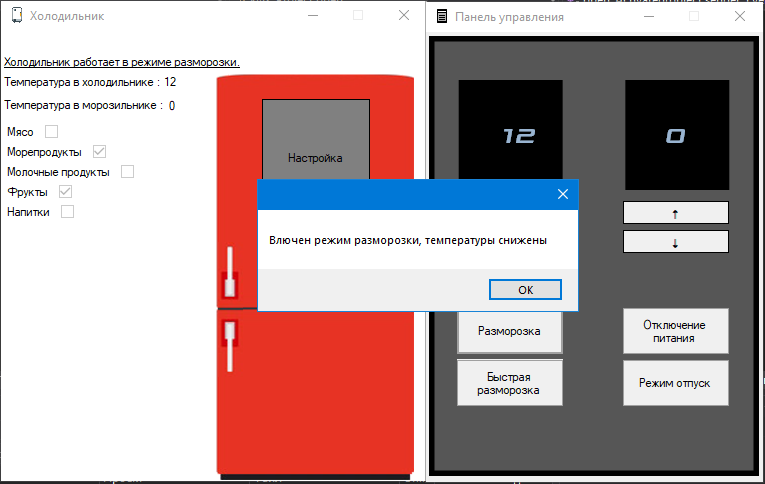 Холодильник
Панель управления
Холодильник работает в режиме разморозки.
Температура в холодильнике : 12
Температура в морозильнике : 0
Мясо
Морепродукты
Молочные продукты
Фрукты
Напитки
Настройка
12
0
↑
↓
Влючен режим разморозки, температуры снижены
OK
Разморозка
Отключение
питания
Быстрая
разморозка
Режим отпуск